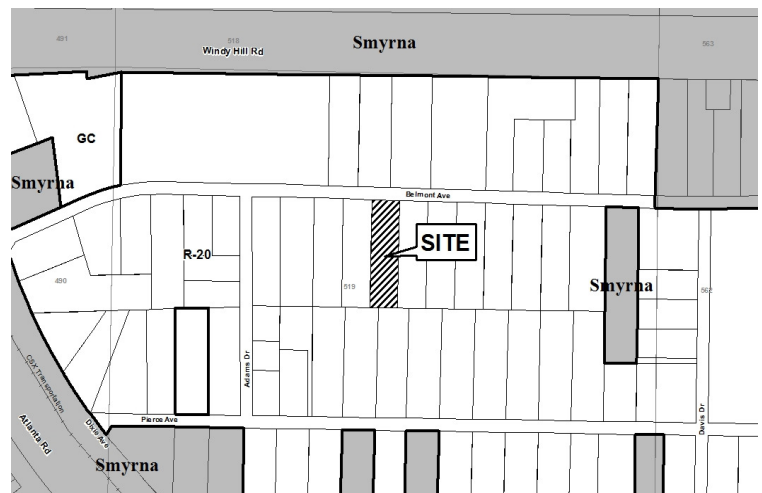 491
518
Smyrna
563
Windy Hill Rd
GC
Smyrna
Belmont Ave
SITE
R-20
490
519
Smyrna
562
CSX Transportation
Adams Dr
Atlanta Rd
Dixie Ave
Pierce Ave
Davis Dr
Smyrna